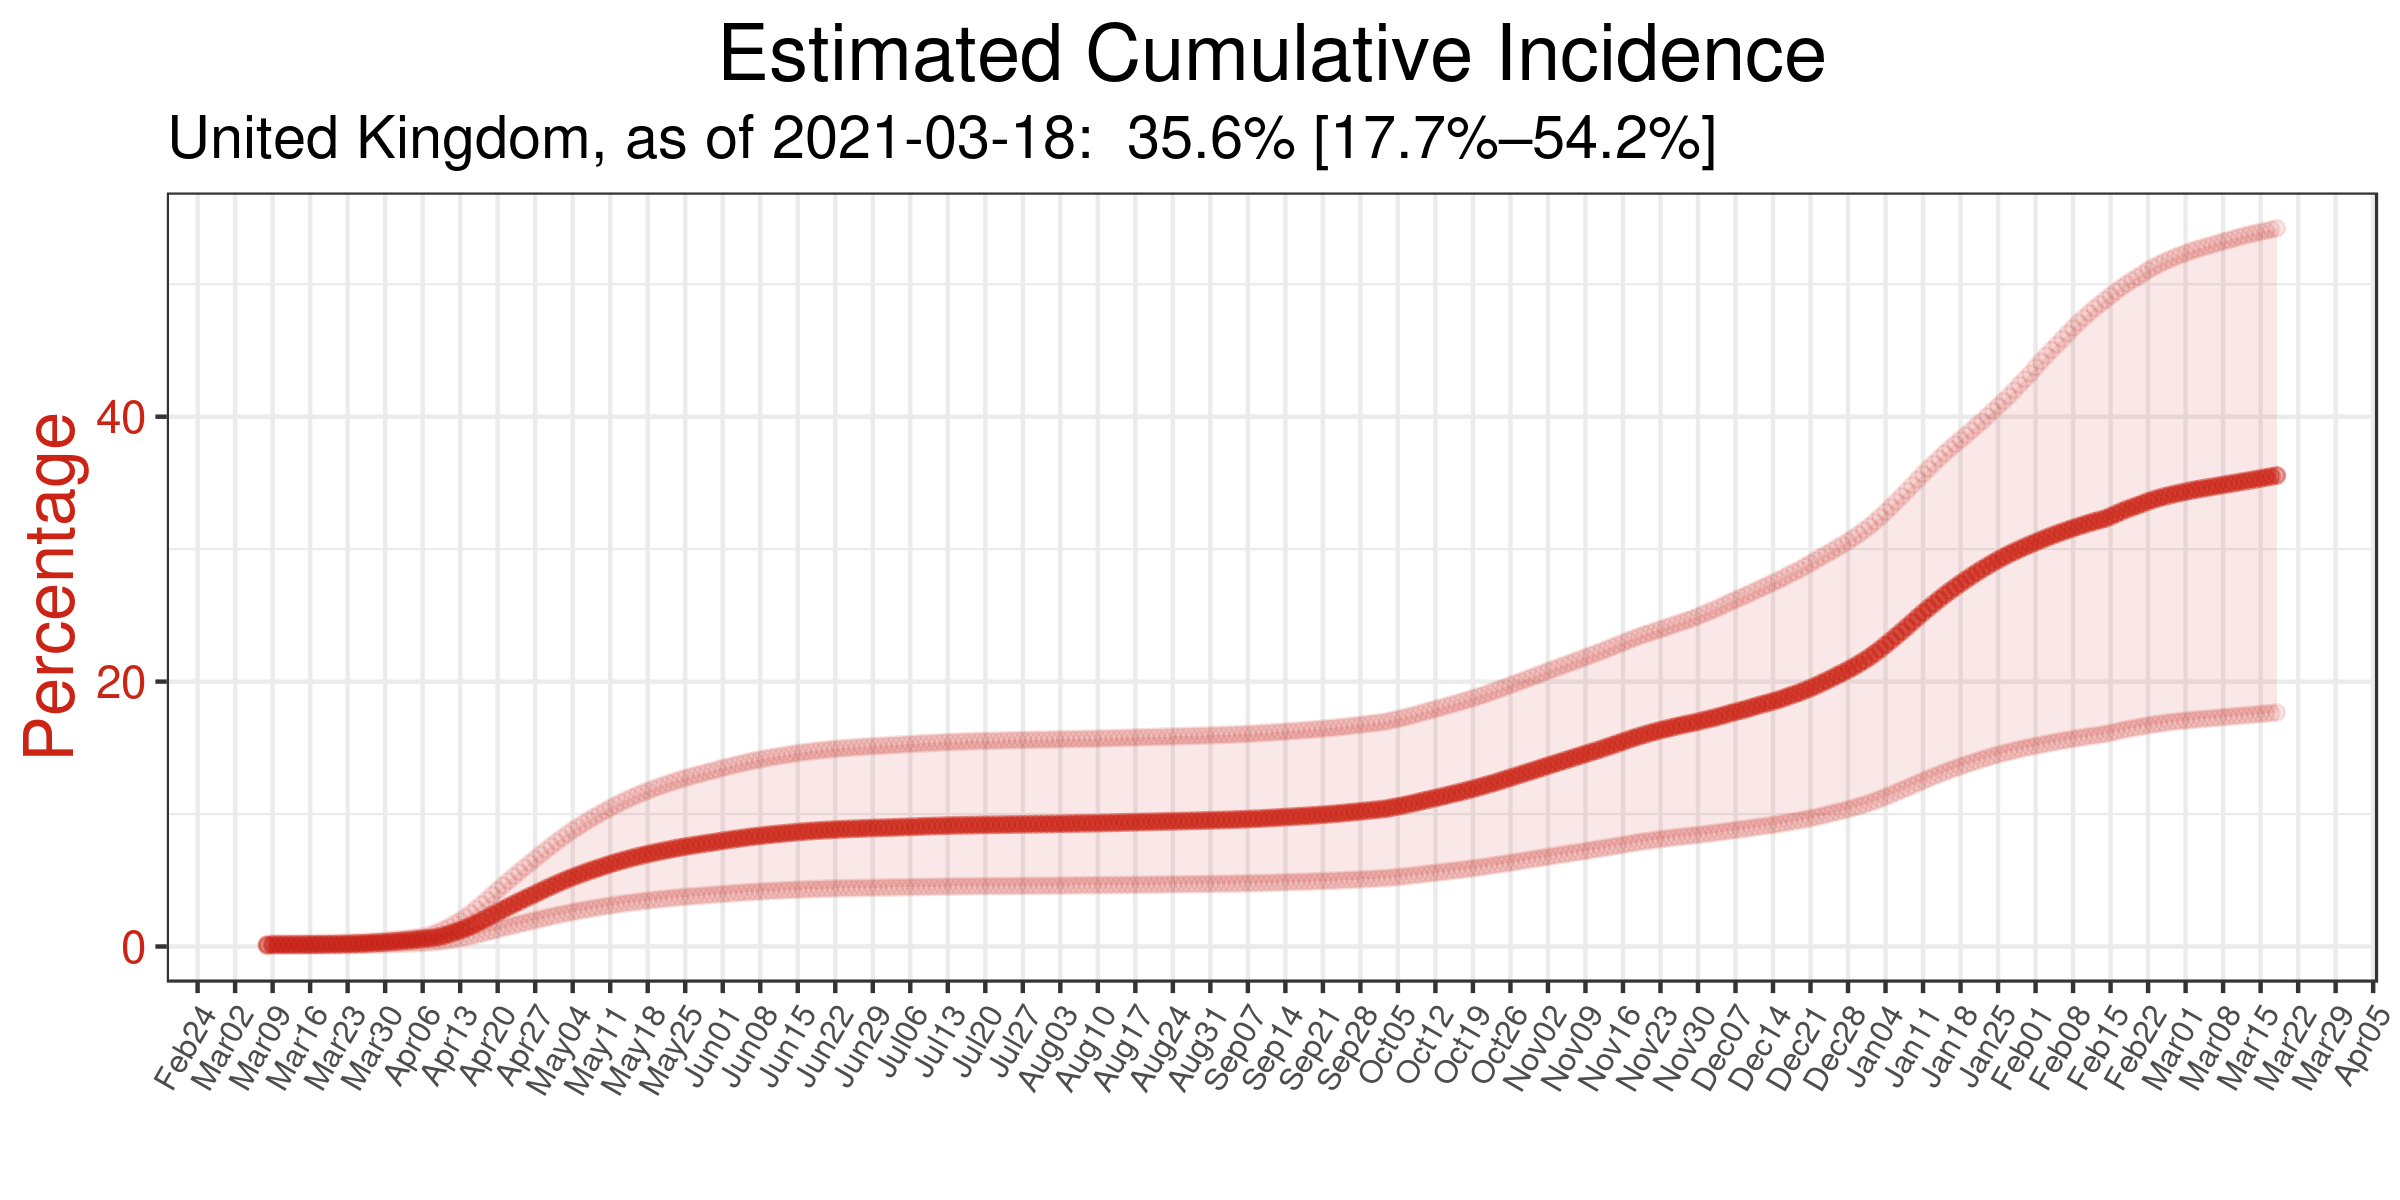 Estimated Cumulative Incidence
United Kingdom, as of 2021-03-18:  35.6% [17.7%–54.2%]
Percentage
40
20
0
Feb24
Mar02
Mar09
Mar16
Mar23
Mar30
Apr06
Apr13
Apr20
Apr27
May04
May11
May18
May25
Jun01
Jun08
Jun15
Jun22
Jun29
Jul06
Jul13
Jul20
Jul27
Aug03
Aug10
Aug17
Aug24
Aug31
Sep07
Sep14
Sep21
Sep28
Oct05
Oct12
Oct19
Oct26
Nov02
Nov09
Nov16
Nov23
Nov30
Dec07
Dec14
Dec21
Dec28
Jan04
Jan11
Jan18
Jan25
Feb01
Feb08
Feb15
Feb22
Mar01
Mar08
Mar15
Mar22
Mar29
Apr05